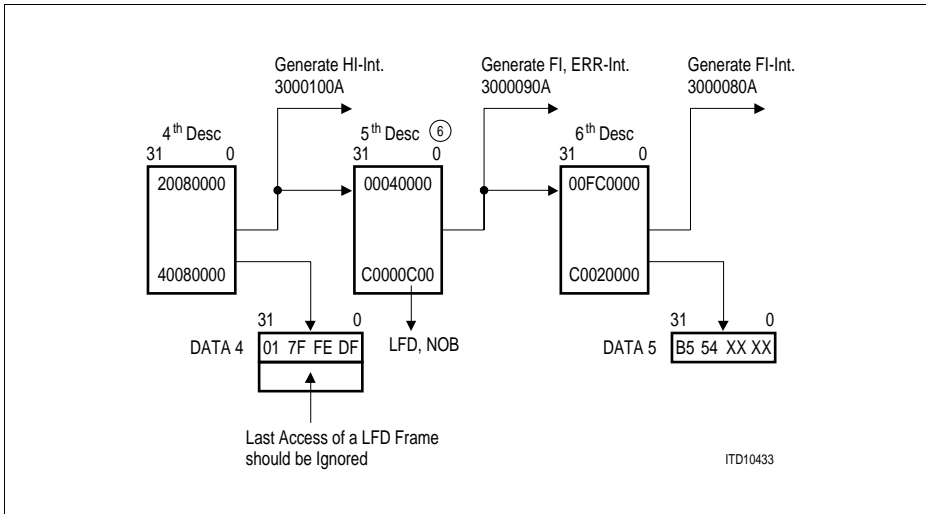 Generate HI-Int.
3000100A
Generate FI, ERR-Int.
3000090A
Generate FI-Int.
3000080A
4th Desc
31 0
20080000
40080000
5th Desc 6
31 0
00040000
C0000C00
6th Desc
31 0
00FC0000
C0020000
31 0
DATA 4 01 7F FE DF
LFD, NOB
31 0
DATA 5 B5 54 XX XX
Last Access of a LFD Frame
should be Ignored
ITD10433